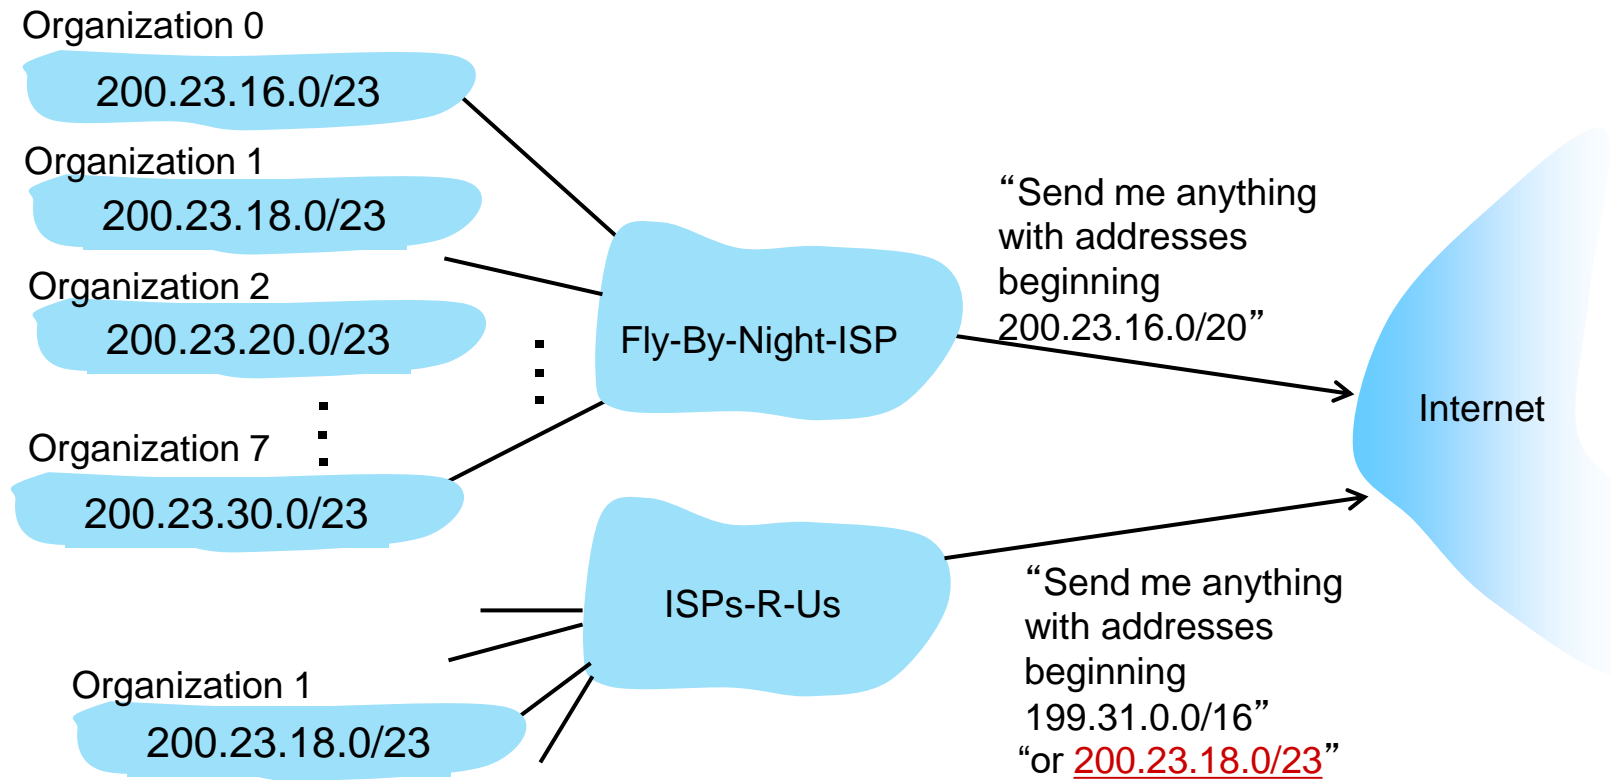 Organization 0
200.23.16.0/23
Organization 1
200.23.18.0/23
Organization 2
200.23.20.0/23
Organization 7
200.23.30.0/23
Fly-By-Night-ISP
“Send me anything
with addresses
beginning
200.23.16.0/20”
Internet
ISPs-R-Us
Organization 1
200.23.18.0/23
“Send me anything
with addresses
beginning
199.31.0.0/16”
“or 200.23.18.0/23”